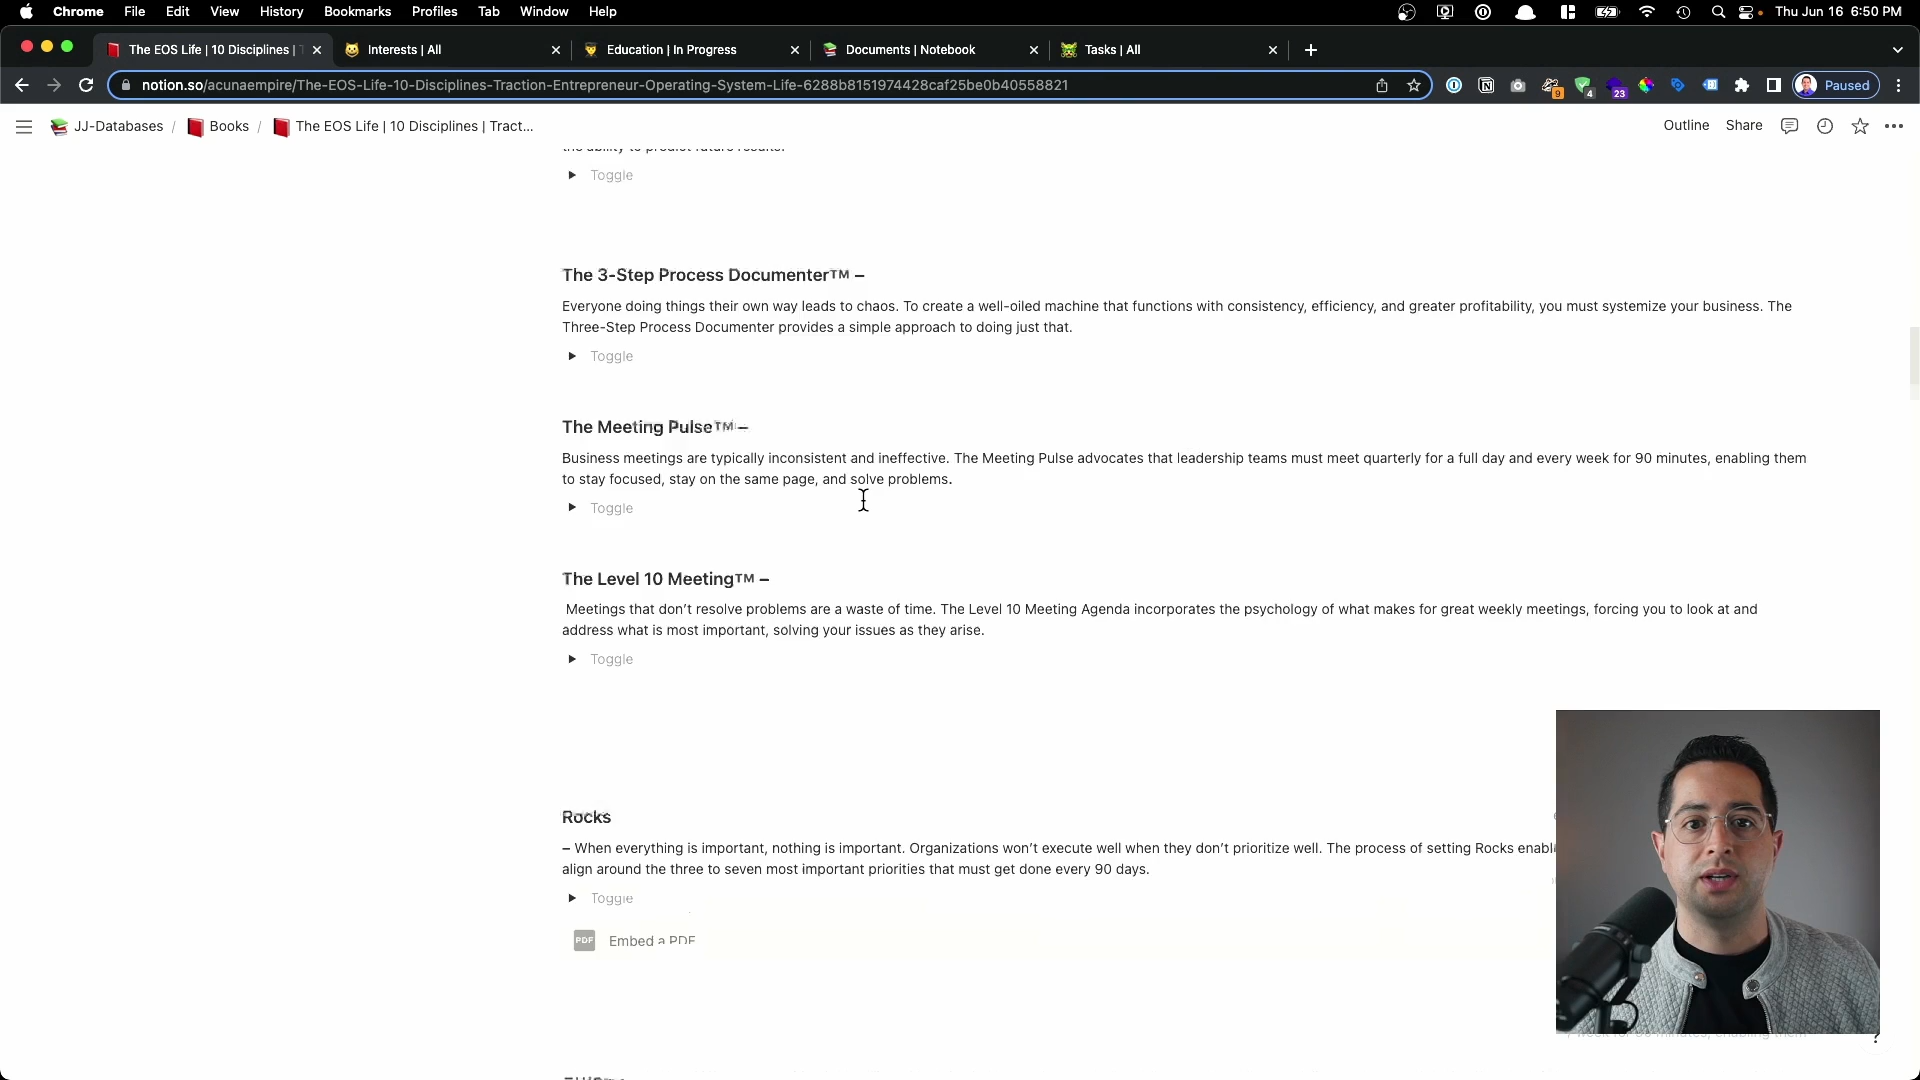 Chrome File Edit View History Bookmarks Profiles Tab Window Help Thu Jun 16 6:50 PM
The EOS Life | 10 Disciplines | Interests | All Education | In Progress Documents | Notebook Tasks | All
notion.so/acunaempire/The-EOS-Life-10-Disciplines-Traction-Entrepreneur-Operating-System-Life-6288b8151974428caf25be0b40558821 9 4 23 Paused
JJ-Databases / Books / The EOS Life | 10 Disciplines | Tract... Outline Share
the ability to predict future results.
Toggle
The 3-Step Process Documenter™ –
Everyone doing things their own way leads to chaos. To create a well-oiled machine that functions with consistency, efficiency, and greater profitability, you must systemize your business. The
Three-Step Process Documenter provides a simple approach to doing just that.
Toggle
The Meeting Pulse™ –
Business meetings are typically inconsistent and ineffective. The Meeting Pulse advocates that leadership teams must meet quarterly for a full day and every week for 90 minutes, enabling them
to stay focused, stay on the same page, and solve problems.
Toggle
The Level 10 Meeting™ –
Meetings that don't resolve problems are a waste of time. The Level 10 Meeting Agenda incorporates the psychology of what makes for great weekly meetings, forcing you to look at and
address what is most important, solving your issues as they arise.
Toggle
Rocks
– When everything is important, nothing is important. Organizations won't execute well when they don't prioritize well. The process of setting Rocks enabl
align around the three to seven most important priorities that must get done every 90 days.
Toggle
PDF Embed a PDF
?